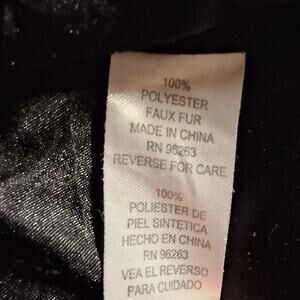 100%
POLYESTER
FAUX FUR
MADE IN CHINA
RN 96263
REVERSE FOR CARE
100%
POLIESTER DE
PIEL SINTETICA
HECHO EN CHINA
RN 96263
VEA EL REVERSO
PARA CUIDADO